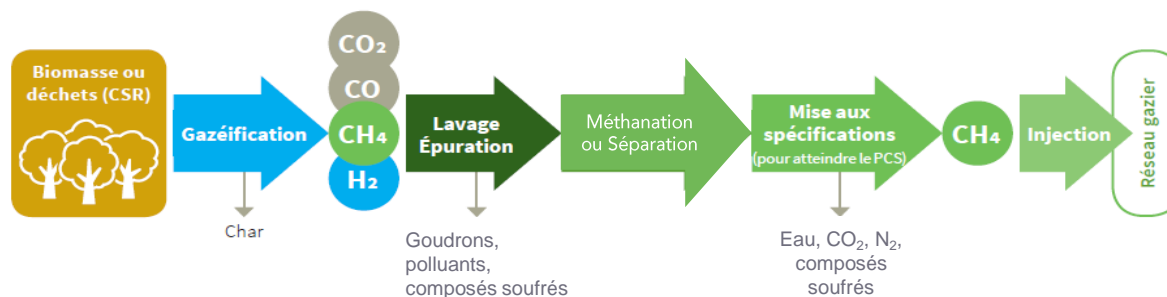 Biomasse ou
déchets (CSR)
Gazéification
Char
CO₂
CO
CH₄
H₂
Lavage
Épuration
Goudrons,
polluants,
composés soufrés
Méthanation
ou Séparation
Mise aux
spécifications
(pour atteindre le PCS)
Eau, CO₂, N₂,
composés
soufrés
CH₄
Injection
Réseau gazier